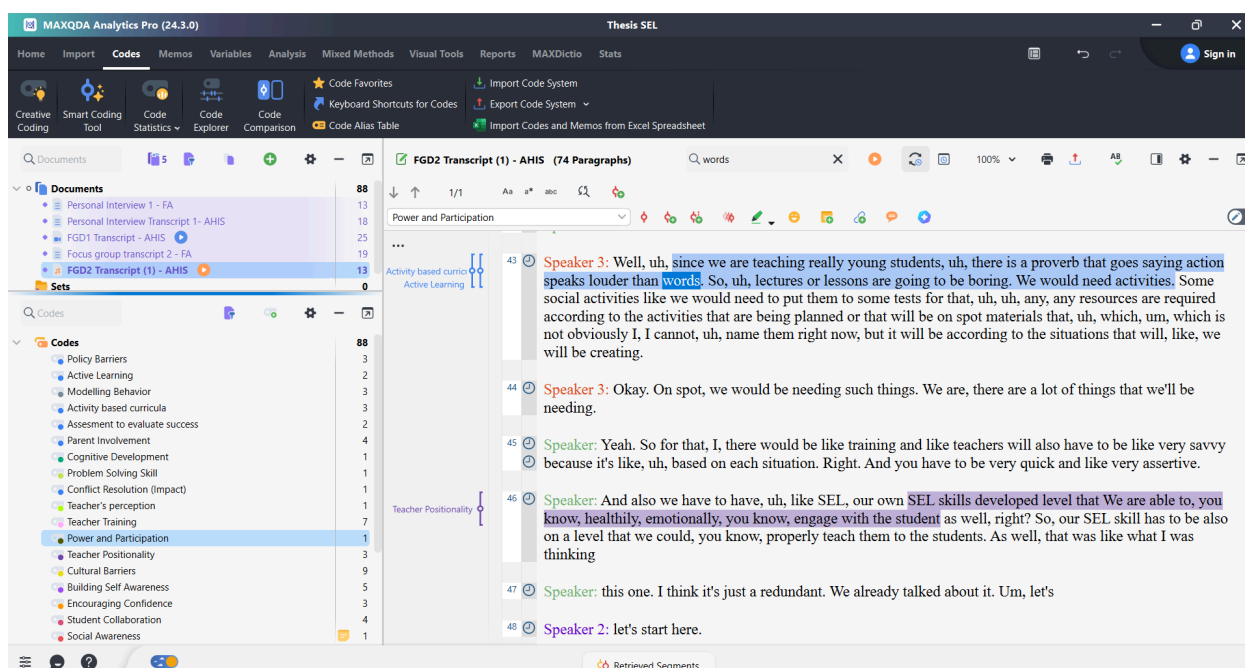 MAXQDA Analytics Pro (24.3.0)
Thesis SEL
Home Import Codes Memos Variables Analysis Mixed Methods Visual Tools Reports MAXDictio Stats
Sign in
Creative Coding
Smart Coding Tool
Code Statistics
Code Explorer
Code Comparison
Code Favorites
Keyboard Shortcuts for Codes
Code Alias Table
Import Code System
Export Code System
Import Codes and Memos from Excel Spreadsheet
Documents
5
Documents 88
Personal Interview 1 - FA 13
Personal Interview Transcript 1- AHIS 18
FGD1 Transcript - AHIS 25
Focus group transcript 2 - FA 19
FGD2 Transcript (1) - AHIS 13
Sets 0
Codes
Codes 88
Policy Barriers 3
Active Learning 2
Modelling Behavior 3
Activity based curricula 3
Assesment to evaluate success 2
Parent Involvement 4
Cognitive Development 1
Problem Solving Skill 1
Conflict Resolution (Impact) 1
Teacher's perception 1
Teacher Training 7
Power and Participation 1
Teacher Positionality 3
Cultural Barriers 9
Building Self Awareness 5
Encouraging Confidence 3
Student Collaboration 4
Social Awareness 1
FGD2 Transcript (1) - AHIS (74 Paragraphs)
words
100%
1/1
Aa a* abc
Power and Participation
...
Activity based currici
Active Learning
43 Speaker 3: Well, uh, since we are teaching really young students, uh, there is a proverb that goes saying action
speaks louder than words. So, uh, lectures or lessons are going to be boring. We would need activities. Some
social activities like we would need to put them to some tests for that, uh, uh, any, any resources are required
according to the activities that are being planned or that will be on spot materials that, uh, which, um, which is
not obviously I, I cannot, uh, name them right now, but it will be according to the situations that will, like, we
will be creating.
44 Speaker 3: Okay. On spot, we would be needing such things. We are, there are a lot of things that we'll be
needing.
45 Speaker: Yeah. So for that, I, there would be like training and like teachers will also have to be like very savvy
because it's like, uh, based on each situation. Right. And you have to be very quick and like very assertive.
Teacher Positionality
46 Speaker: And also we have to have, uh, like SEL, our own SEL skills developed level that We are able to, you
know, healthily, emotionally, you know, engage with the student as well, right? So, our SEL skill has to be also
on a level that we could, you know, properly teach them to the students. As well, that was like what I was
thinking
47 Speaker: this one. I think it's just a redundant. We already talked about it. Um, let's
48 Speaker 2: let's start here.
Retrieved Segments